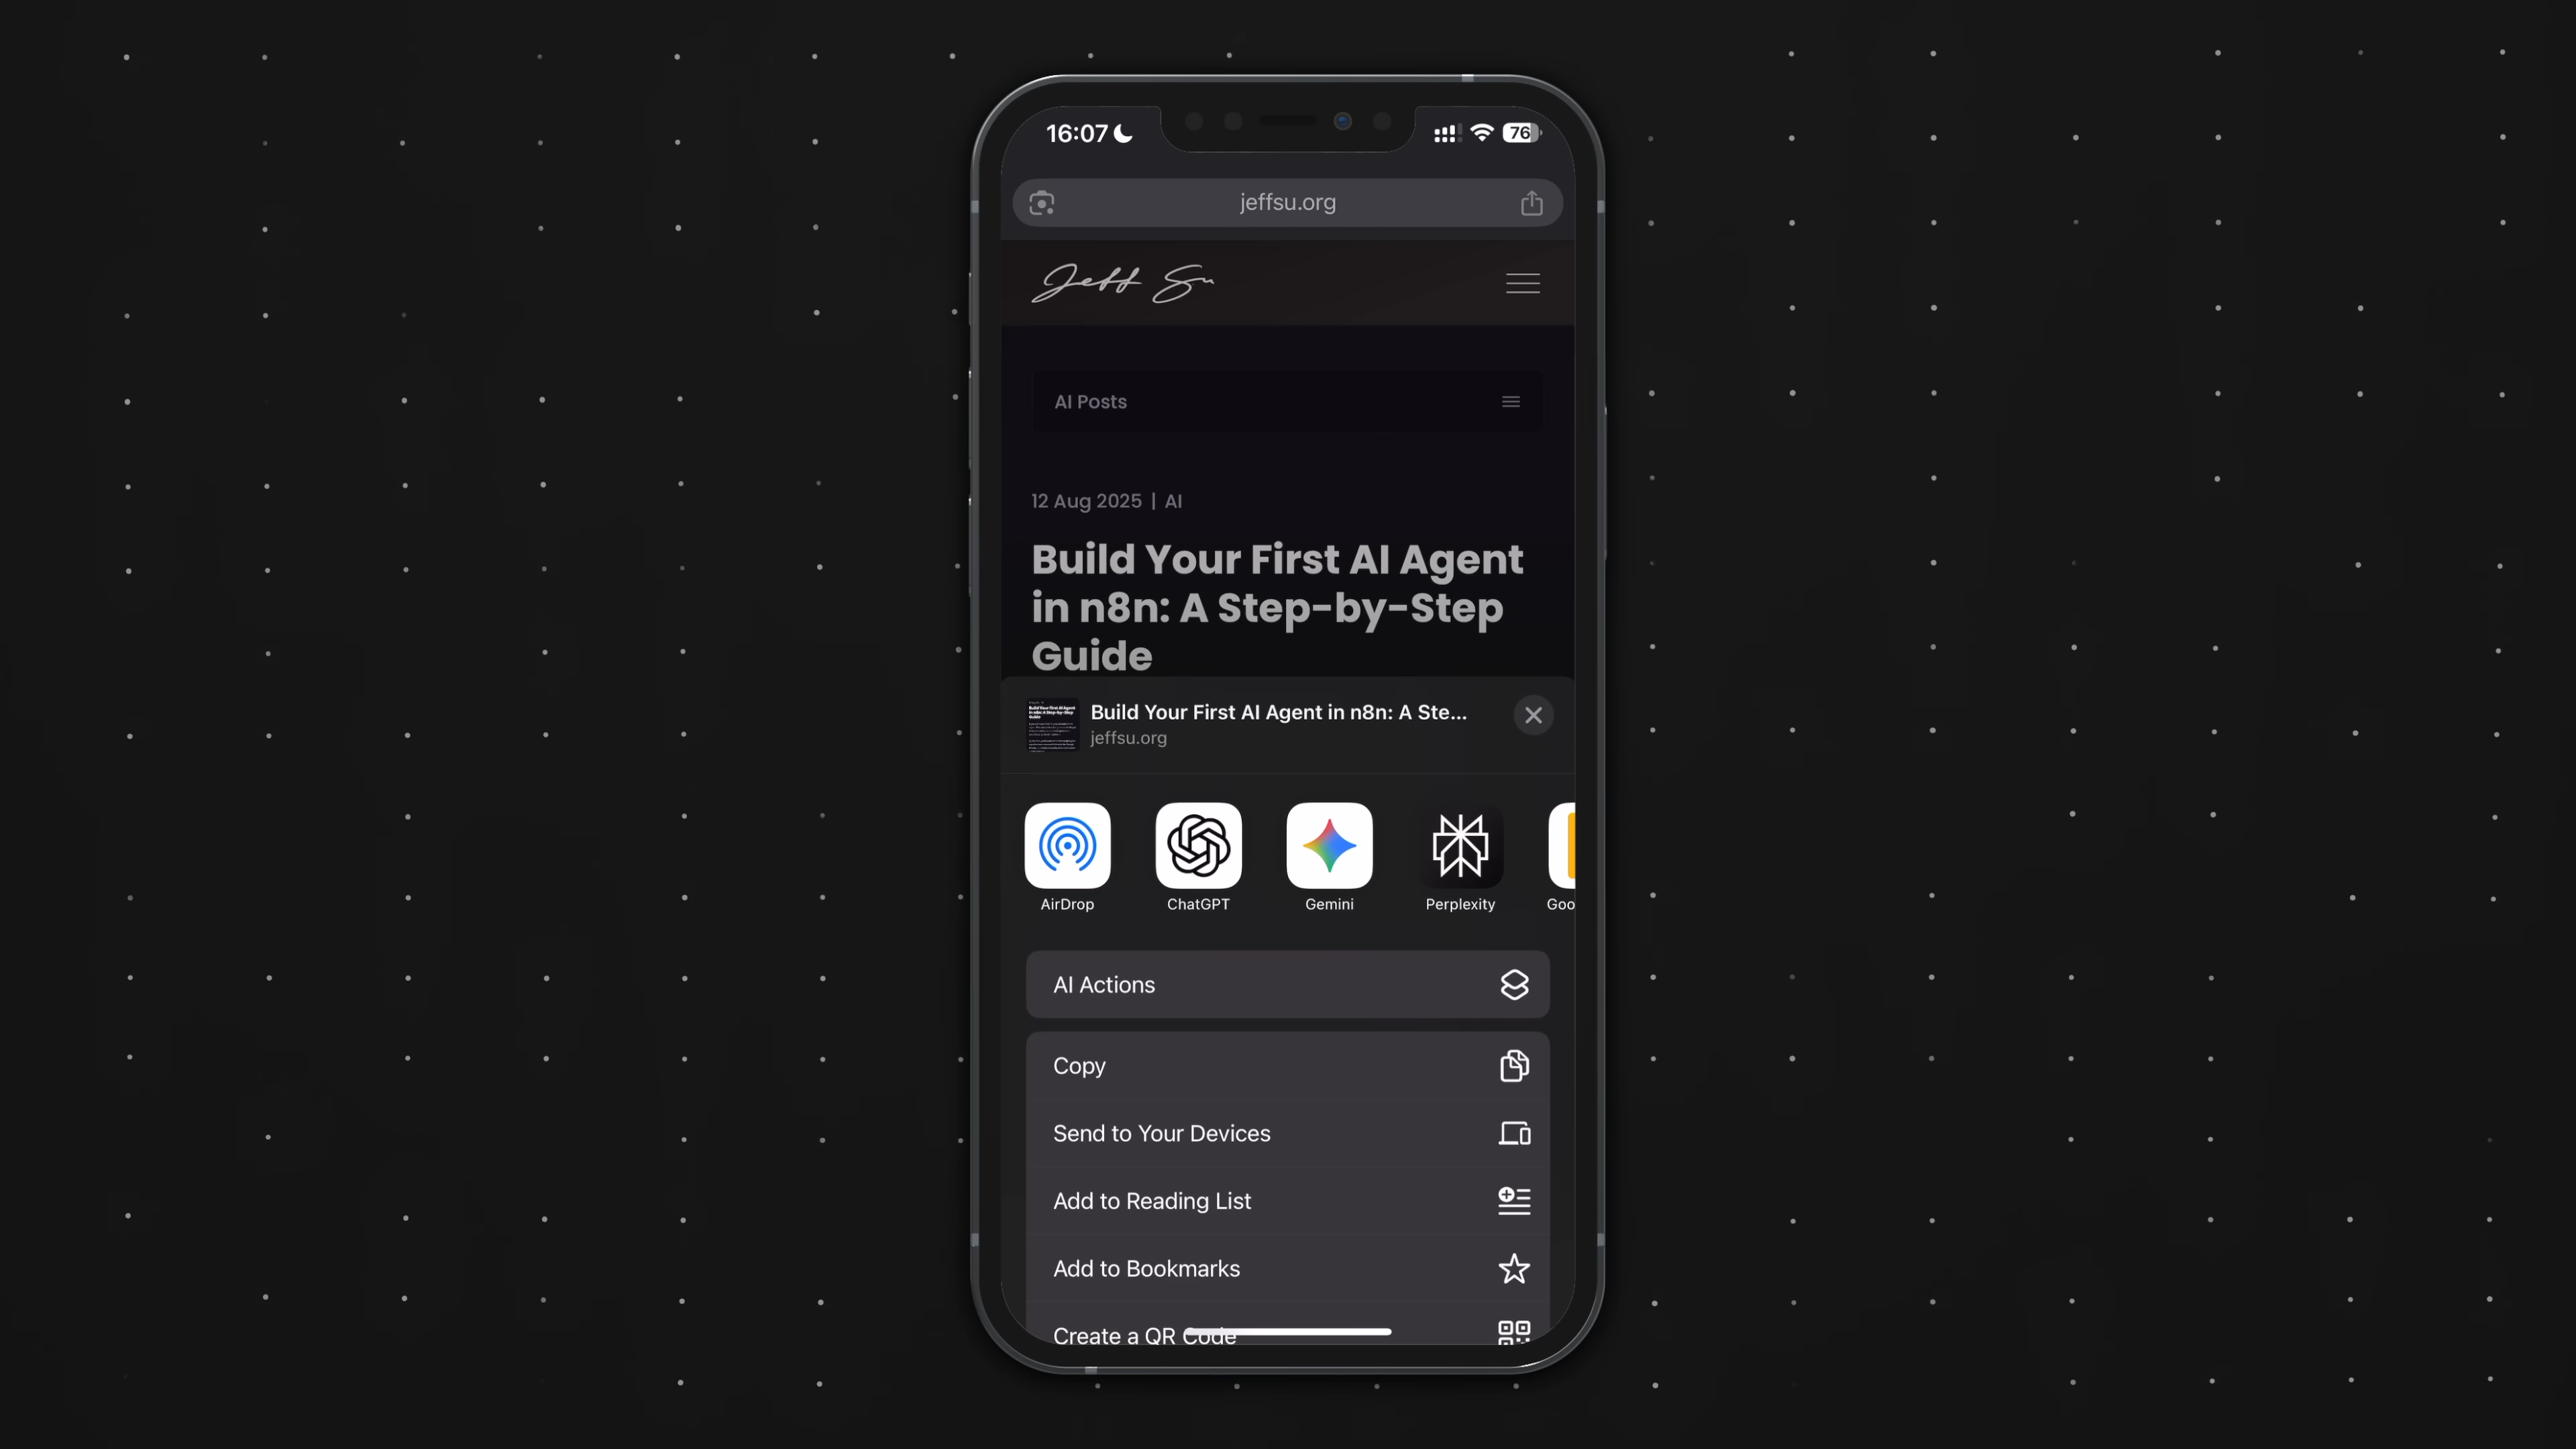 16:07
76
jeffsu.org
Jeff Su
AI Posts
12 Aug 2025 | AI
Build Your First AI Agent
in n8n: A Step-by-Step
Guide
Build Your First AI Agent in n8n: A Ste...
jeffsu.org
AirDrop
ChatGPT
Gemini
Perplexity
Goo
AI Actions
Copy
Send to Your Devices
Add to Reading List
Add to Bookmarks
Create a QR Code